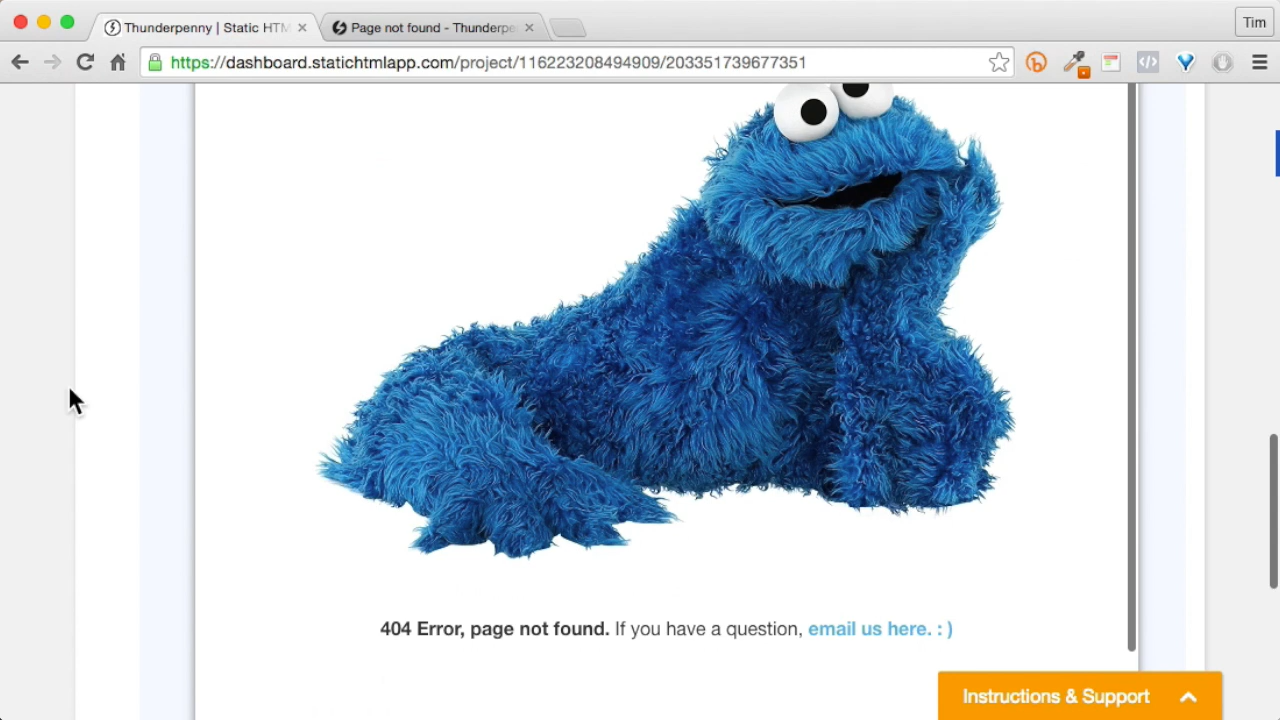 Thunderpenny | Static HTM
Page not found - Thunderpe
Tim
https://dashboard.statichtmlapp.com/project/116223208494909/203351739677351
404 Error, page not found. If you have a question, email us here. : )
Instructions & Support